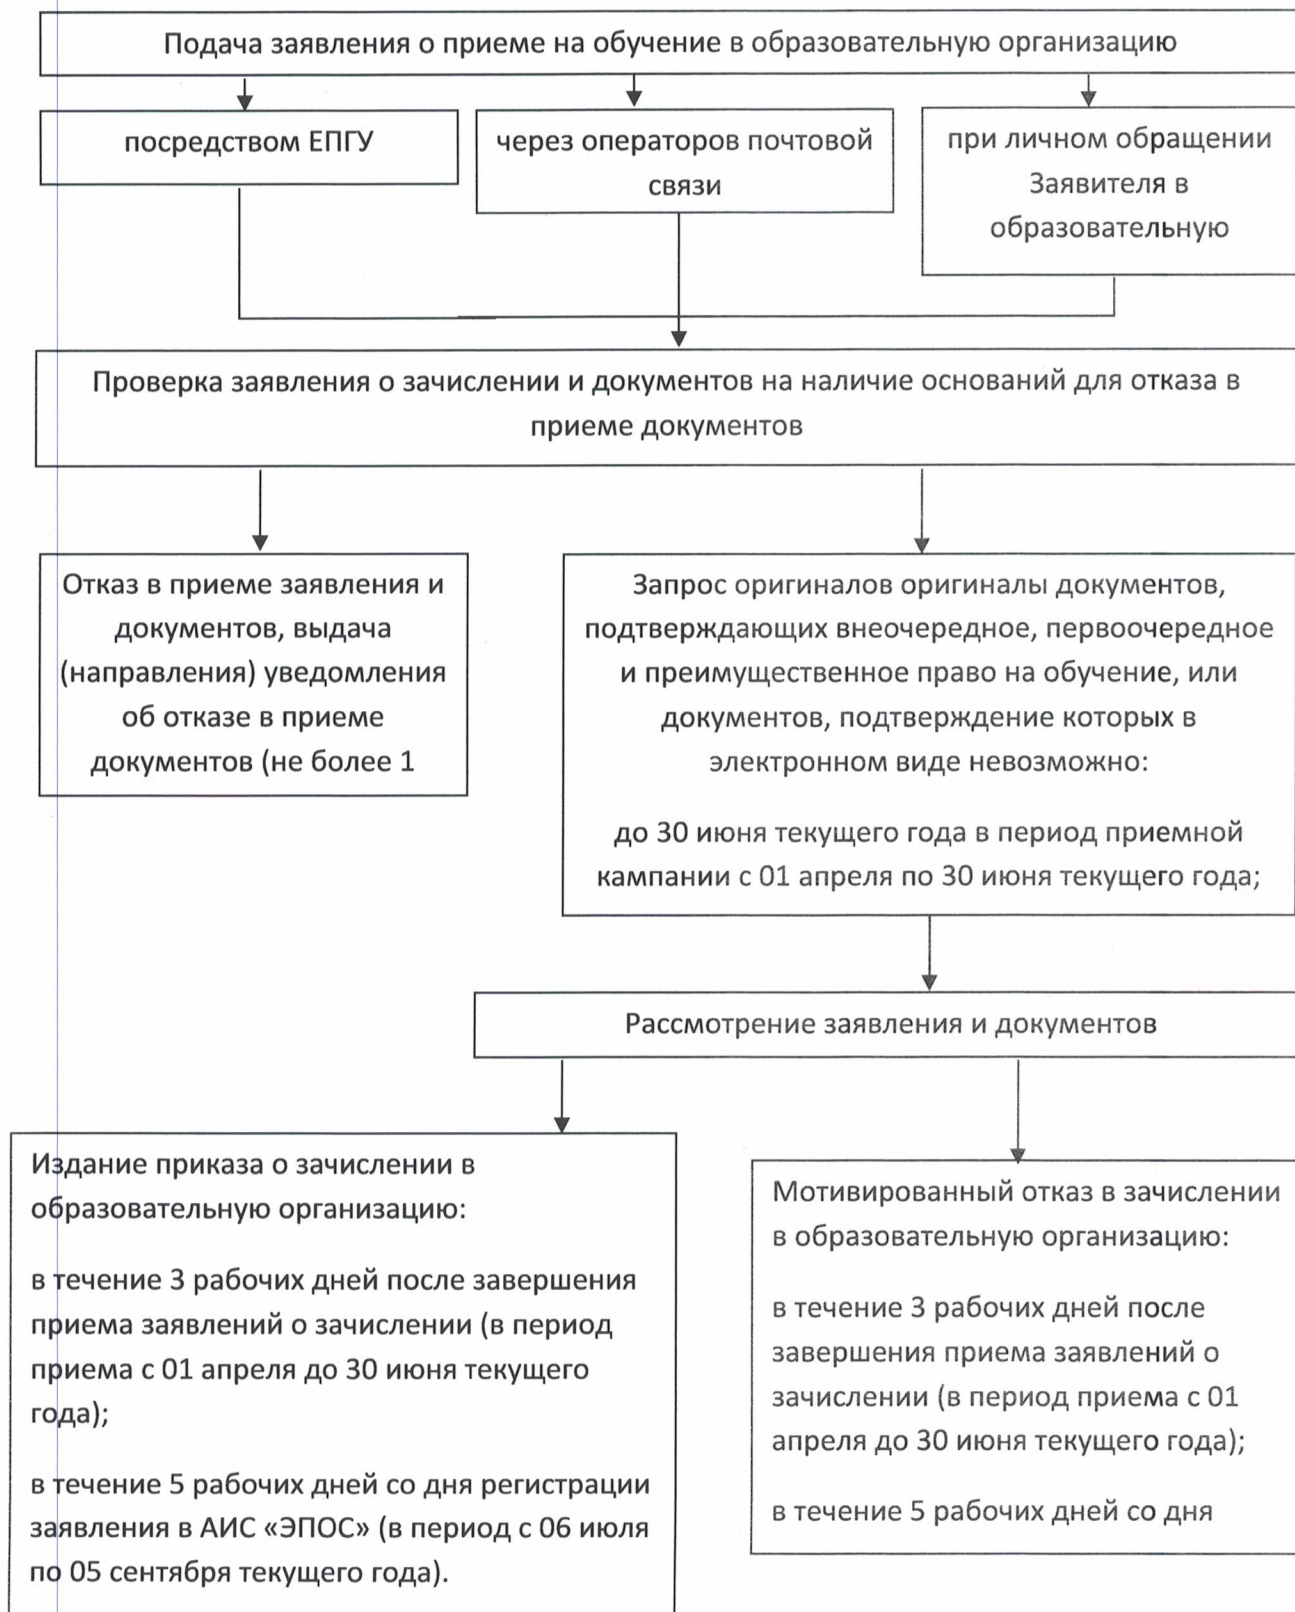 Подача заявления о приеме на обучение в образовательную организацию
посредством ЕПГУ
через операторов почтовой
связи
при личном обращении
Заявителя в
образовательную
Проверка заявления о зачислении и документов на наличие оснований для отказа в
приеме документов
Отказ в приеме заявления и
документов, выдача
(направления) уведомления
об отказе в приеме
документов (не более 1
Запрос оригиналов оригиналы документов,
подтверждающих внеочередное, первоочередное
и преимущественное право на обучение, или
документов, подтверждение которых в
электронном виде невозможно:
до 30 июня текущего года в период приемной
кампании с 01 апреля по 30 июня текущего года;
Рассмотрение заявления и документов
Издание приказа о зачислении в
образовательную организацию:
в течение 3 рабочих дней после завершения
приема заявлений о зачислении (в период
приема с 01 апреля до 30 июня текущего
года);
в течение 5 рабочих дней со дня регистрации
заявления в АИС «ЭПОС» (в период с 06 июля
по 05 сентября текущего года).
Мотивированный отказ в зачислении
в образовательную организацию:
в течение 3 рабочих дней после
завершения приема заявлений о
зачислении (в период приема с 01
апреля до 30 июня текущего года);
в течение 5 рабочих дней со дня